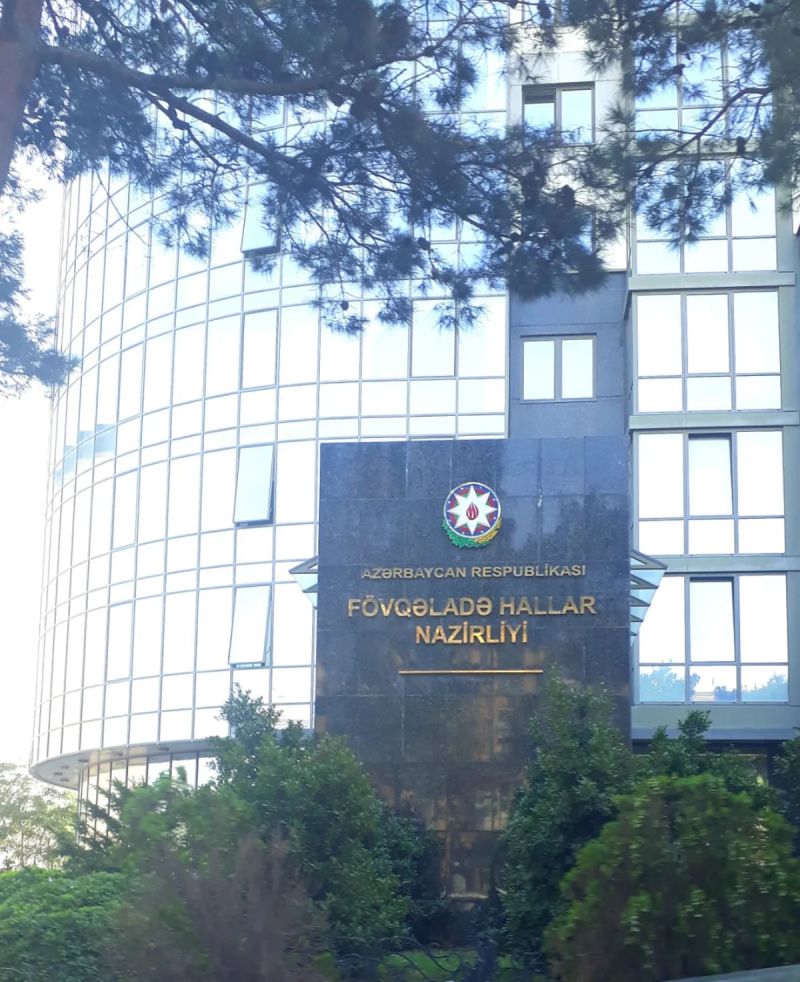 AZƏRBAYCAN RESPUBLİKASI
FÖVQƏLADƏ HALLAR
NAZİRLİYİ